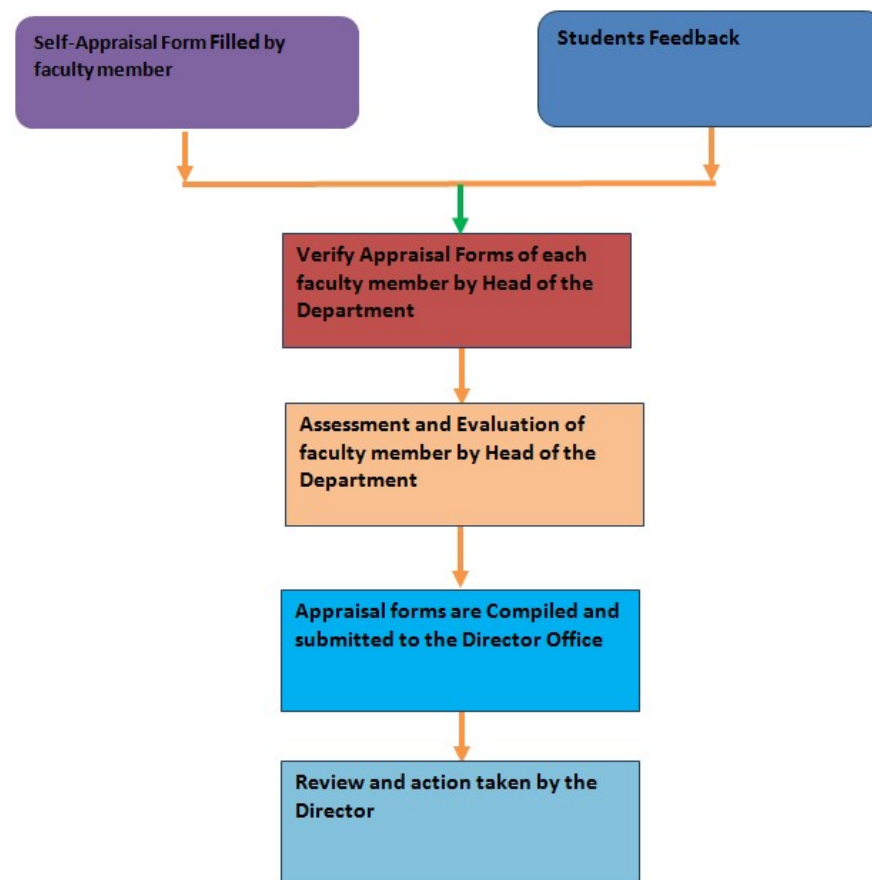 Self-Appraisal Form Filled by
faculty member
Students Feedback
Verify Appraisal Forms of each
faculty member by Head of the
Department
Assessment and Evaluation of
faculty member by Head of the
Department
Appraisal forms are Compiled and
submitted to the Director Office
Review and action taken by the
Director